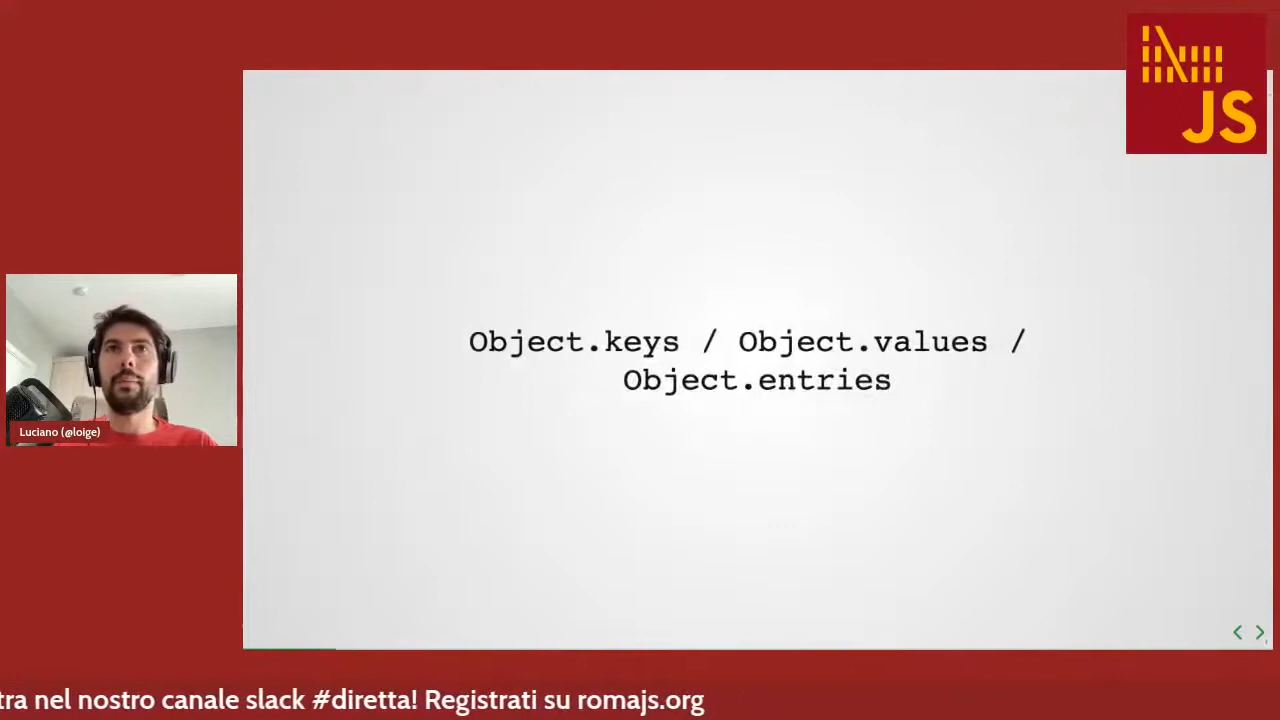 JS
Object.keys / Object.values /
Object.entries
Luciano (@loige)
tra nel nostro canale slack #diretta! Registrati su romajs.org